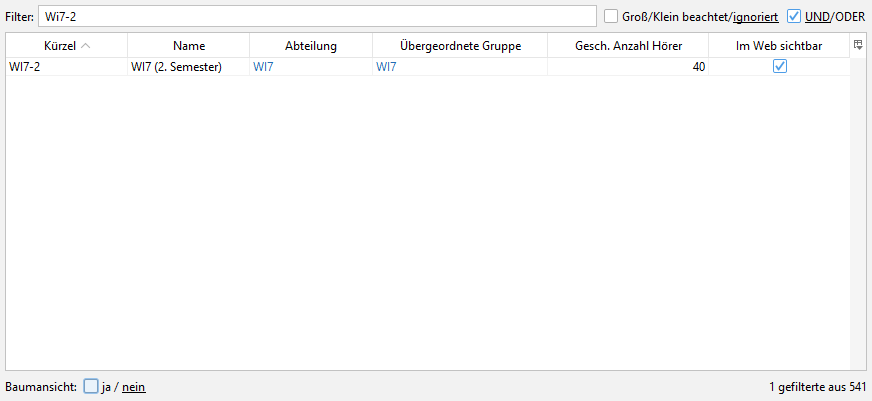 Filter: Wi7-2 Groß/Klein beachtet/ignoriert UND/ODER
Kürzel Name Abteilung Übergeordnete Gruppe Gesch. Anzahl Hörer Im Web sichtbar
WI7-2 WI7 (2. Semester) WI7 WI7 40
Baumansicht: ja / nein 1 gefilterte aus 541